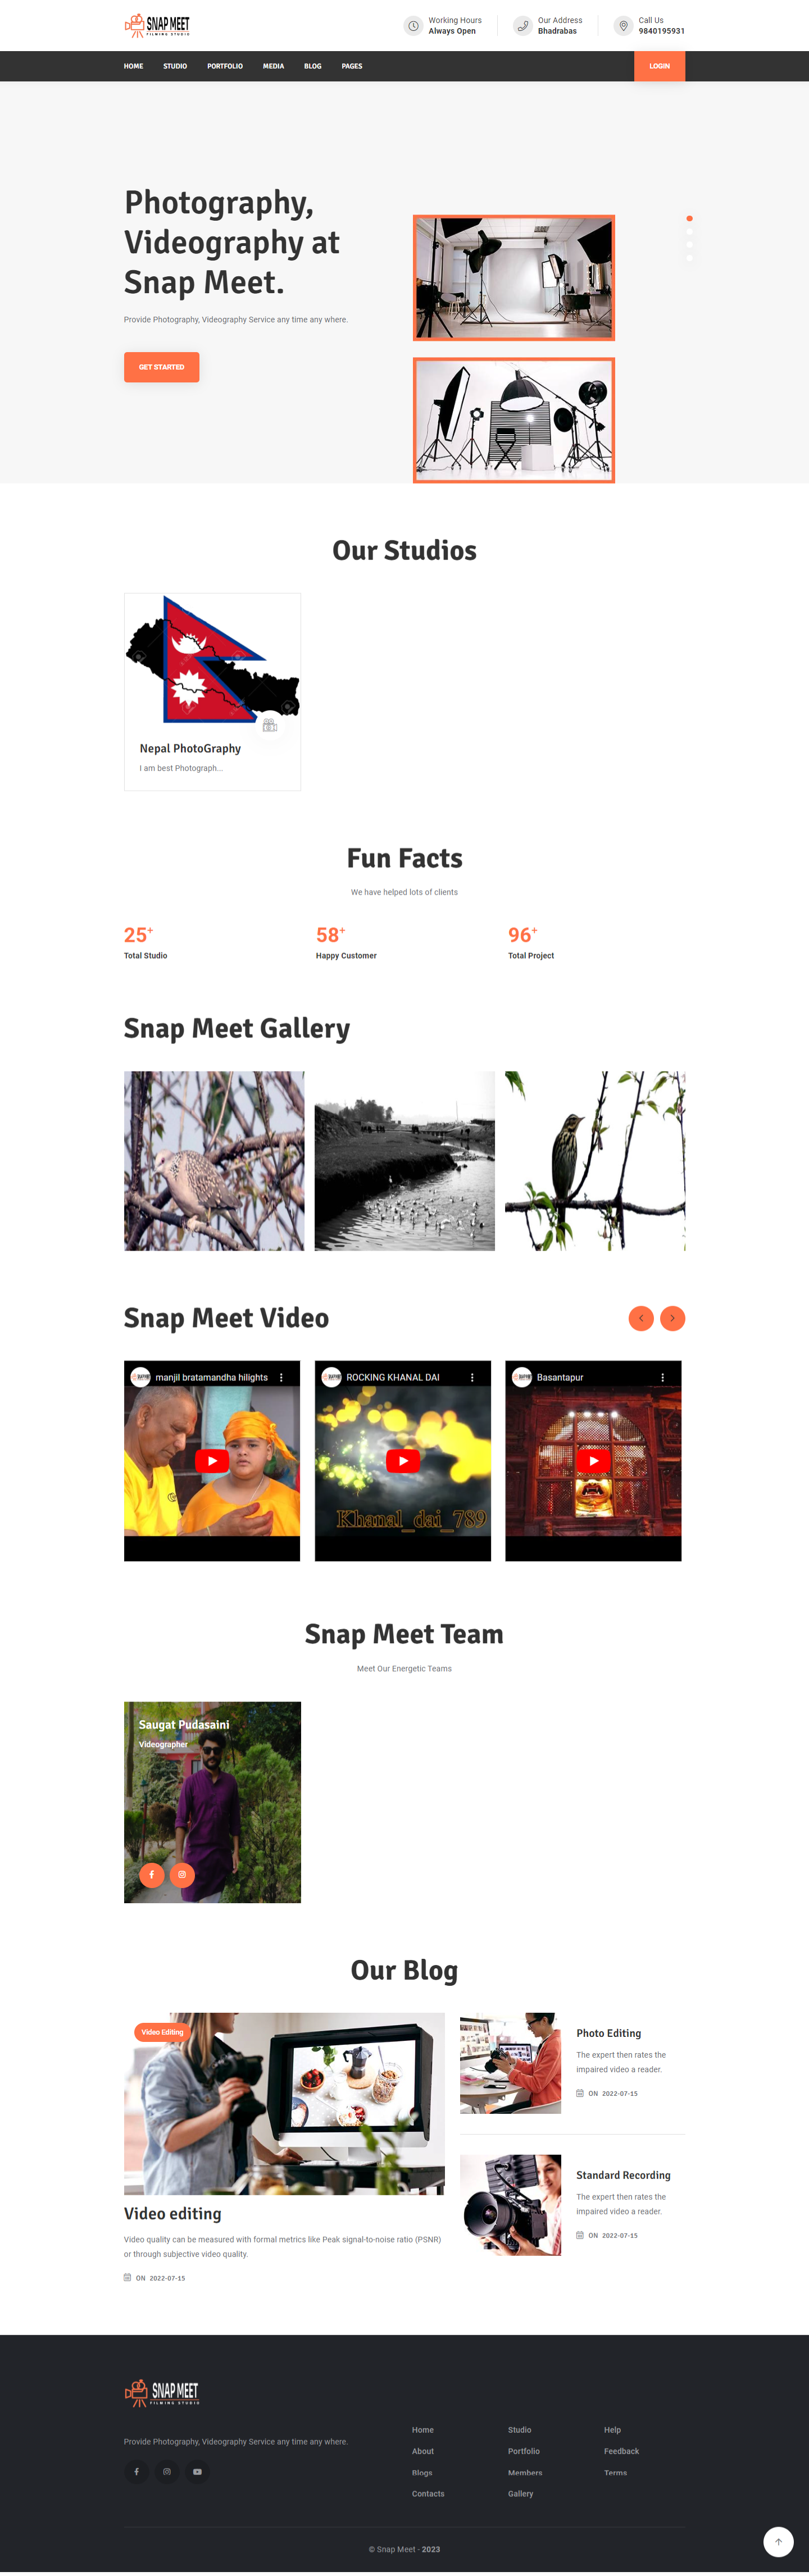 SNAP MEET
FILMING STUDIO
Working Hours
Always Open
Our Address
Bhadrabas
Call Us
9840195931
HOME
STUDIO
PORTFOLIO
MEDIA
BLOG
PAGES
LOGIN
Photography,
Videography at
Snap Meet.
Provide Photography, Videography Service any time any where.
GET STARTED
Our Studios
Nepal PhotoGraphy
I am best Photograph...
Fun Facts
We have helped lots of clients
25+
Total Studio
58+
Happy Customer
96+
Total Project
Snap Meet Gallery
Snap Meet Video
manjil bratamandha hilights
ROCKING KHANAL DAI
Khanal_dai_789
Basantapur
Snap Meet Team
Meet Our Energetic Teams
Saugat Pudasaini
Videographer
Our Blog
Video Editing
Video editing
Video quality can be measured with formal metrics like Peak signal-to-noise ratio (PSNR)
or through subjective video quality.
ON 2022-07-15
Photo Editing
The expert then rates the
impaired video a reader.
ON 2022-07-15
Standard Recording
The expert then rates the
impaired video a reader.
ON 2022-07-15
SNAP MEET
FILMING STUDIO
Provide Photography, Videography Service any time any where.
Home
About
Blogs
Contacts
Studio
Portfolio
Members
Gallery
Help
Feedback
Terms
© Snap Meet - 2023